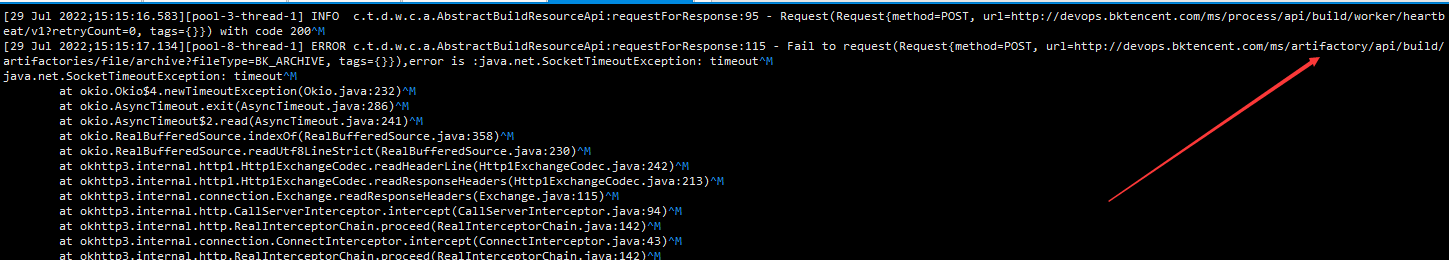 [29 Jul 2022;15:15:16.583][pool-3-thread-1] INFO  c.t.d.w.c.a.AbstractBuildResourceApi:requestForResponse:95 - Request(Request{method=POST, url=http://devops.bktencent.com/ms/process/api/build/worker/heartb
eat/v1?retryCount=0, tags={}}) with code 200^M
[29 Jul 2022;15:15:17.134][pool-8-thread-1] ERROR c.t.d.w.c.a.AbstractBuildResourceApi:requestForResponse:115 - Fail to request(Request{method=POST, url=http://devops.bktencent.com/ms/artifactory/api/build/
artifactories/file/archive?fileType=BK_ARCHIVE, tags={}}),error is :java.net.SocketTimeoutException: timeout^M
java.net.SocketTimeoutException: timeout^M
        at okio.Okio$4.newTimeoutException(Okio.java:232)^M
        at okio.AsyncTimeout.exit(AsyncTimeout.java:286)^M
        at okio.AsyncTimeout$2.read(AsyncTimeout.java:241)^M
        at okio.RealBufferedSource.indexOf(RealBufferedSource.java:358)^M
        at okio.RealBufferedSource.readUtf8LineStrict(RealBufferedSource.java:230)^M
        at okhttp3.internal.http1.Http1ExchangeCodec.readHeaderLine(Http1ExchangeCodec.java:242)^M
        at okhttp3.internal.http1.Http1ExchangeCodec.readResponseHeaders(Http1ExchangeCodec.java:213)^M
        at okhttp3.internal.connection.Exchange.readResponseHeaders(Exchange.java:115)^M
        at okhttp3.internal.http.CallServerInterceptor.intercept(CallServerInterceptor.java:94)^M
        at okhttp3.internal.http.RealInterceptorChain.proceed(RealInterceptorChain.java:142)^M
        at okhttp3.internal.connection.ConnectInterceptor.intercept(ConnectInterceptor.java:43)^M
        at okhttp3.internal.http.RealInterceptorChain.proceed(RealInterceptorChain.java:142)^M